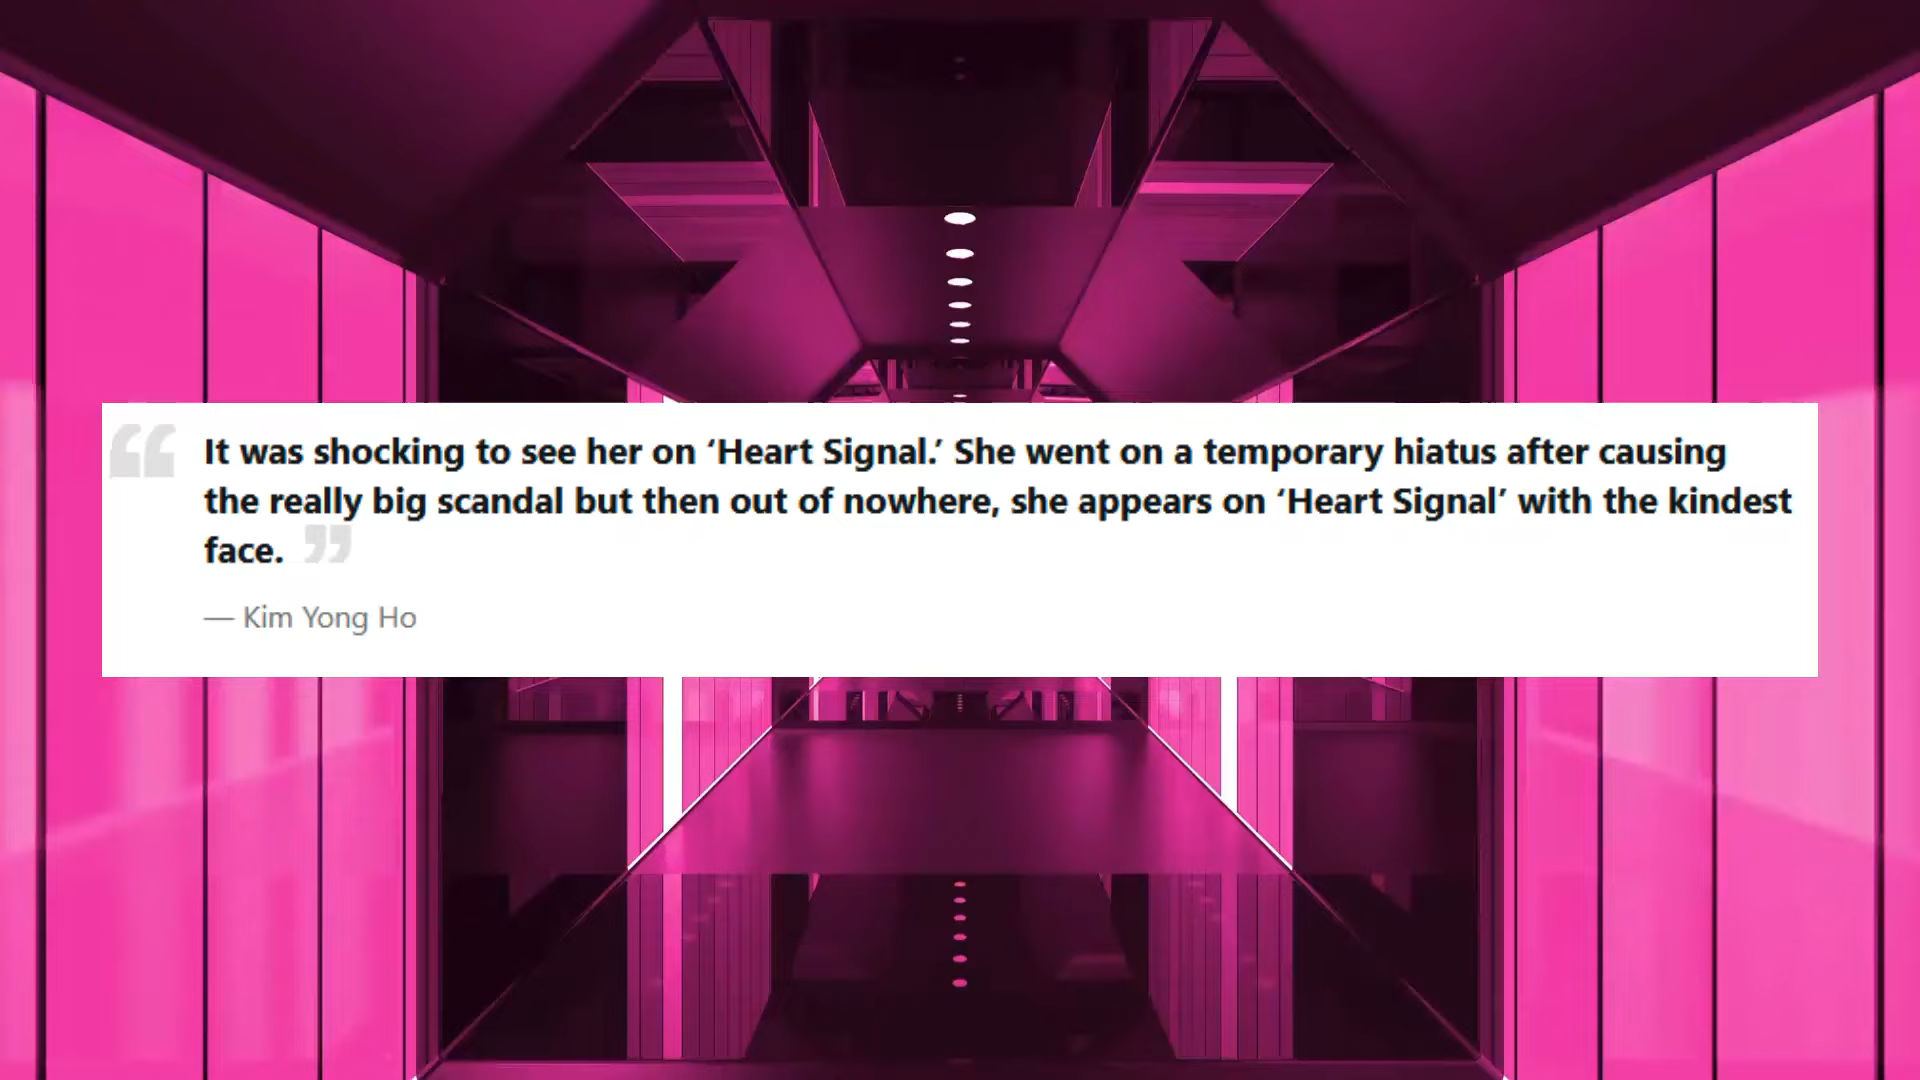 “ It was shocking to see her on ‘Heart Signal.’ She went on a temporary hiatus after causing
the really big scandal but then out of nowhere, she appears on ‘Heart Signal’ with the kindest
face. ”
— Kim Yong Ho